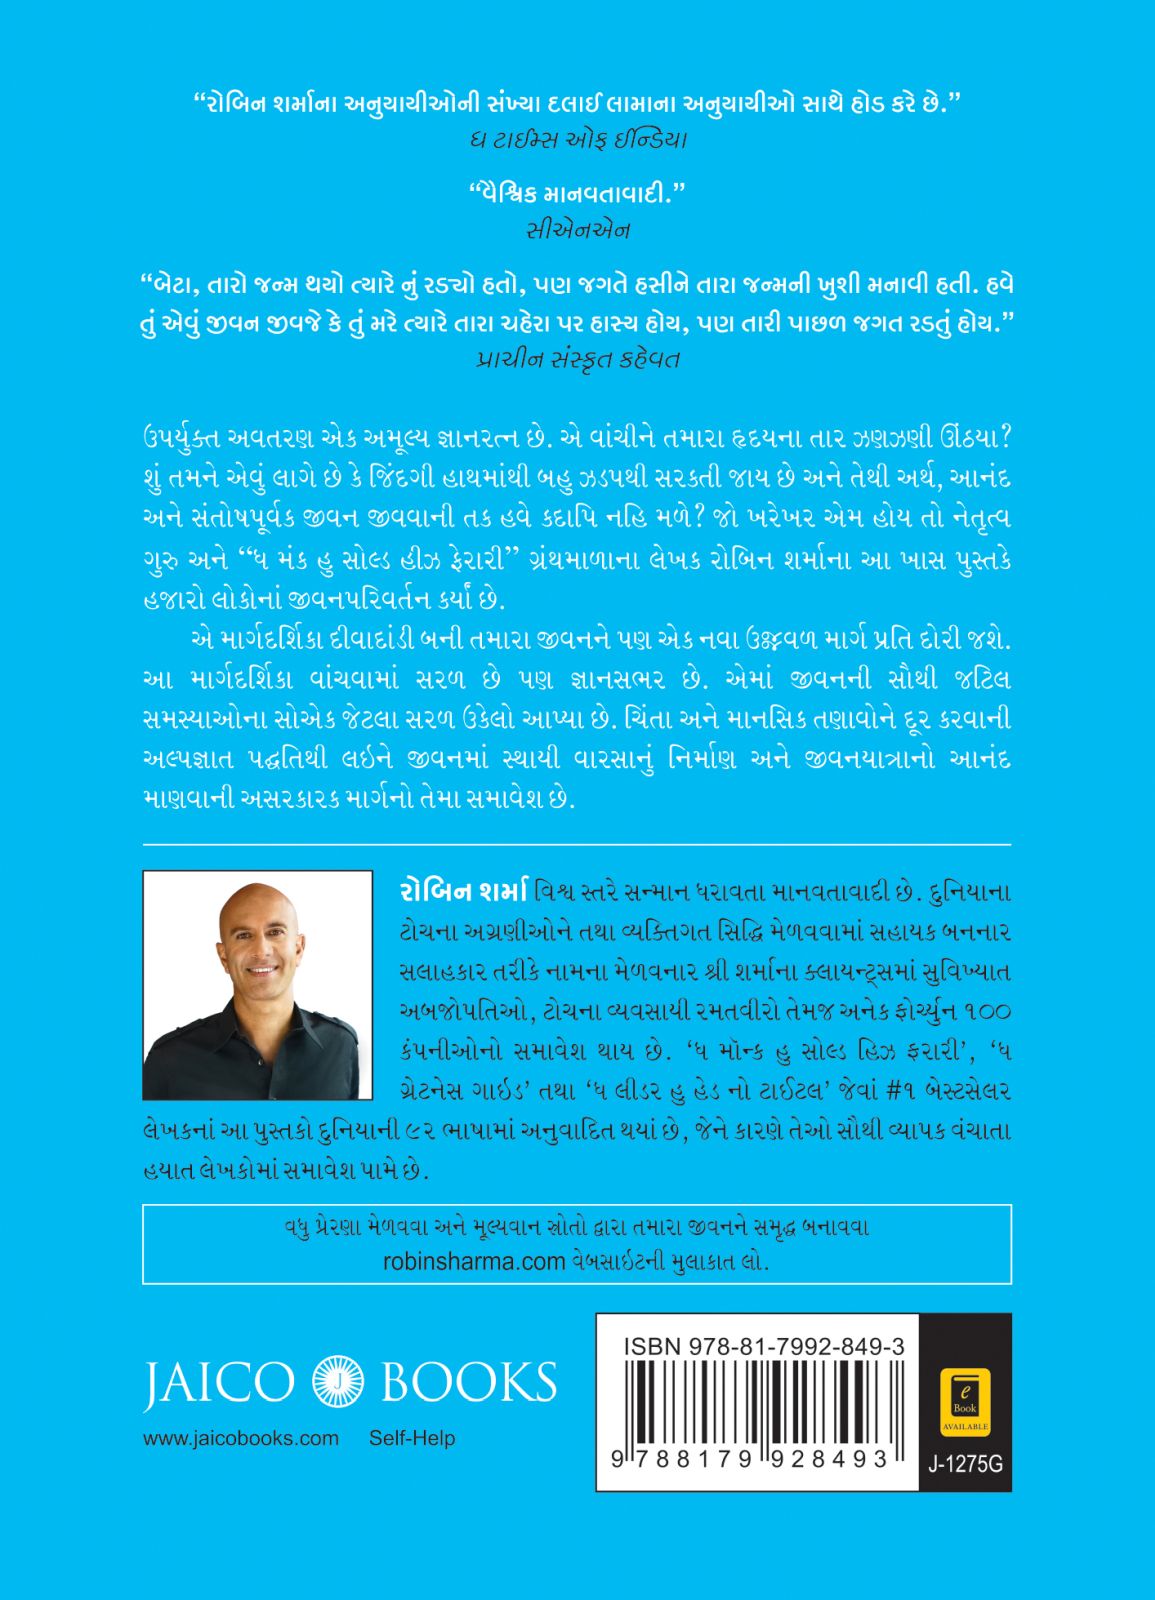 “રોબિન શર્માના અનુયાયીઓની સંખ્યા દલાઈ લામાના અનુયાયીઓ સાથે હોડ કરે છે.”
ધ ટાઈમ્સ ઓફ ઈન્ડિયા
“વૈશ્વિક માનવતાવાદી.”
સીએનએન
“બેટા, તારો જન્મ થયો ત્યારે નું રડ્યો હતો, પણ જગતે હસીને તારા જન્મની ખુશી મનાવી હતી. હવે
તું એવું જીવન જીવજે કે તું મરે ત્યારે તારા ચહેરા પર હાસ્ય હોય, પણ તારી પાછળ જગત રડતું હોય.”
પ્રાચીન સંસ્કૃત કહેવત
ઉપર્યુક્ત અવતરણ એક અમૂલ્ય જ્ઞાનરત્ન છે. એ વાંચીને તમારા હૃદયના તાર ઝણઝણી ઊંઠયા?
શું તમને એવું લાગે છે કે જિંદગી હાથમાંથી બહુ ઝડપથી સરકતી જાય છે અને તેથી અર્થ, આનંદ
અને સંતોષપૂર્વક જીવન જીવવાની તક હવે કદાપિ નહિ મળે? જો ખરેખર એમ હોય તો નેતૃત્વ
ગુરુ અને “ધ મંક હુ સોલ્ડ હીઝ ફેરારી” ગ્રંથમાળાના લેખક રોબિન શર્માના આ ખાસ પુસ્તકે
હજારો લોકોનાં જીવનપરિવર્તન કર્યાં છે.
એ માર્ગદર્શિકા દીવાદાંડી બની તમારા જીવનને પણ એક નવા ઉજ્જવળ માર્ગ પ્રતિ દોરી જશે.
આ માર્ગદર્શિકા વાંચવામાં સરળ છે પણ જ્ઞાનસભર છે. એમાં જીવનની સૌથી જટિલ
સમસ્યાઓના સોએક જેટલા સરળ ઉકેલો આપ્યા છે. ચિંતા અને માનસિક તણાવોને દૂર કરવાની
અલ્પજ્ઞાત પદ્ધતિથી લઇને જીવનમાં સ્થાયી વારસાનું નિર્માણ અને જીવનયાત્રાનો આનંદ
માણવાની અસરકારક માર્ગનો તેમા સમાવેશ છે.
રોબિન શર્મા વિશ્વ સ્તરે સન્માન ધરાવતા માનવતાવાદી છે. દુનિયાના
ટોચના અગ્રણીઓને તથા વ્યક્તિગત સિદ્ધિ મેળવવામાં સહાયક બનનાર
સલાહકાર તરીકે નામના મેળવનાર શ્રી શર્માના ક્લાયન્ટ્સમાં સુવિખ્યાત
અબજોપતિઓ, ટોચના વ્યવસાયી રમતવીરો તેમજ અનેક ફોર્ચ્યુન ૧૦૦
કંપનીઓનો સમાવેશ થાય છે. ‘ધ મૉન્ક હુ સોલ્ડ હિઝ ફરારી’, ‘ધ
ગ્રેટનેસ ગાઇડ’ તથા ‘ધ લીડર હુ હેડ નો ટાઈટલ’ જેવાં #૧ બેસ્ટસેલર
લેખકનાં આ પુસ્તકો દુનિયાની ૯૨ ભાષામાં અનુવાદિત થયાં છે, જેને કારણે તેઓ સૌથી વ્યાપક વંચાતા
હયાત લેખકોમાં સમાવેશ પામે છે.
વધુ પ્રેરણા મેળવવા અને મૂલ્યવાન સ્રોતો દ્વારા તમારા જીવનને સમૃદ્ધ બનાવવા
robinsharma.com વેબસાઇટની મુલાકાત લો.
JAICO J BOOKS
www.jaicobooks.com Self-Help
ISBN 978-81-7992-849-3
9 788179 928493
e
Book
AVAILABLE
J-1275G